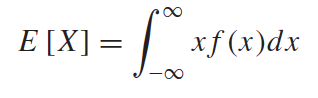 E [X] = ∫_{-∞}^{∞} x f (x)dx